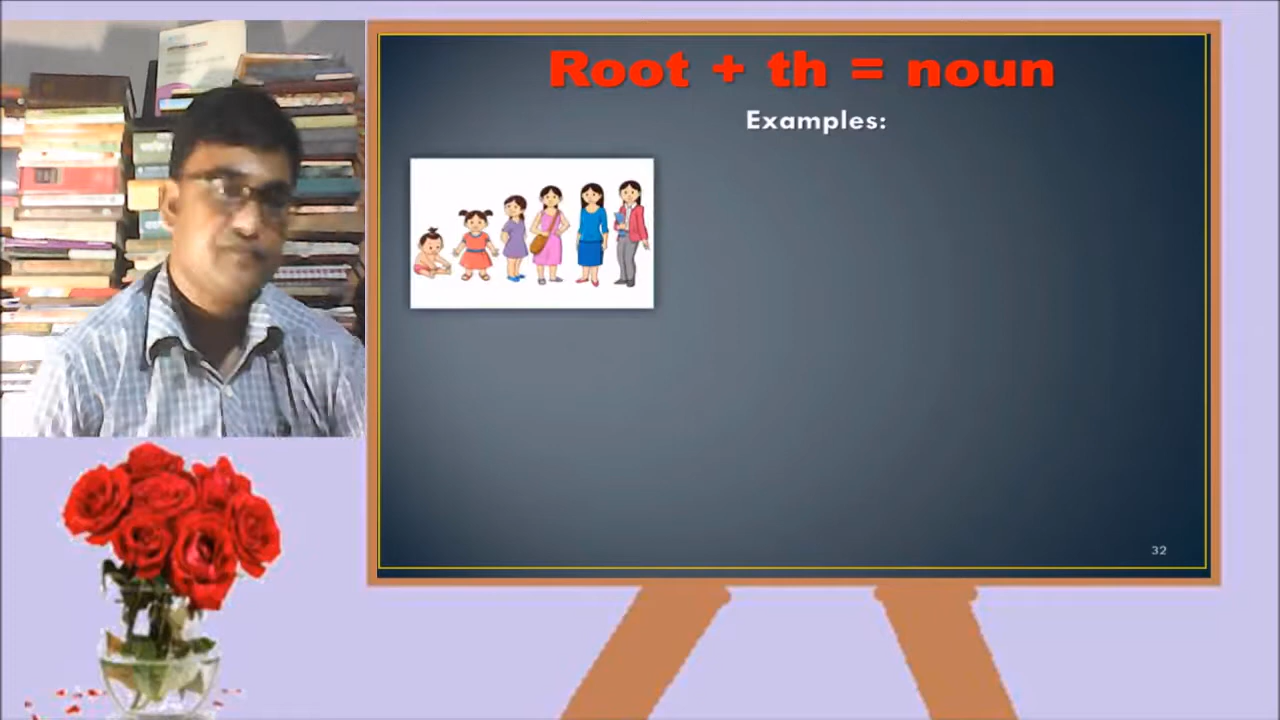 Root + th = noun
Examples:
32